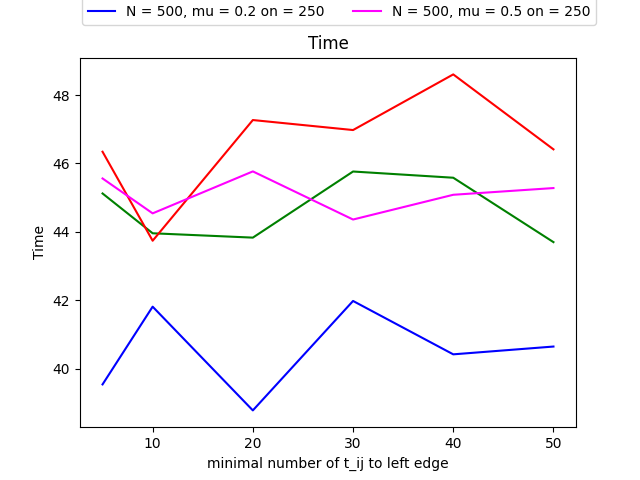 N = 500, mu = 0.2 on = 250 N = 500, mu = 0.5 on = 250
Time
48
46
44
42
40
Time
10 20 30 40 50
minimal number of t_ij to left edge